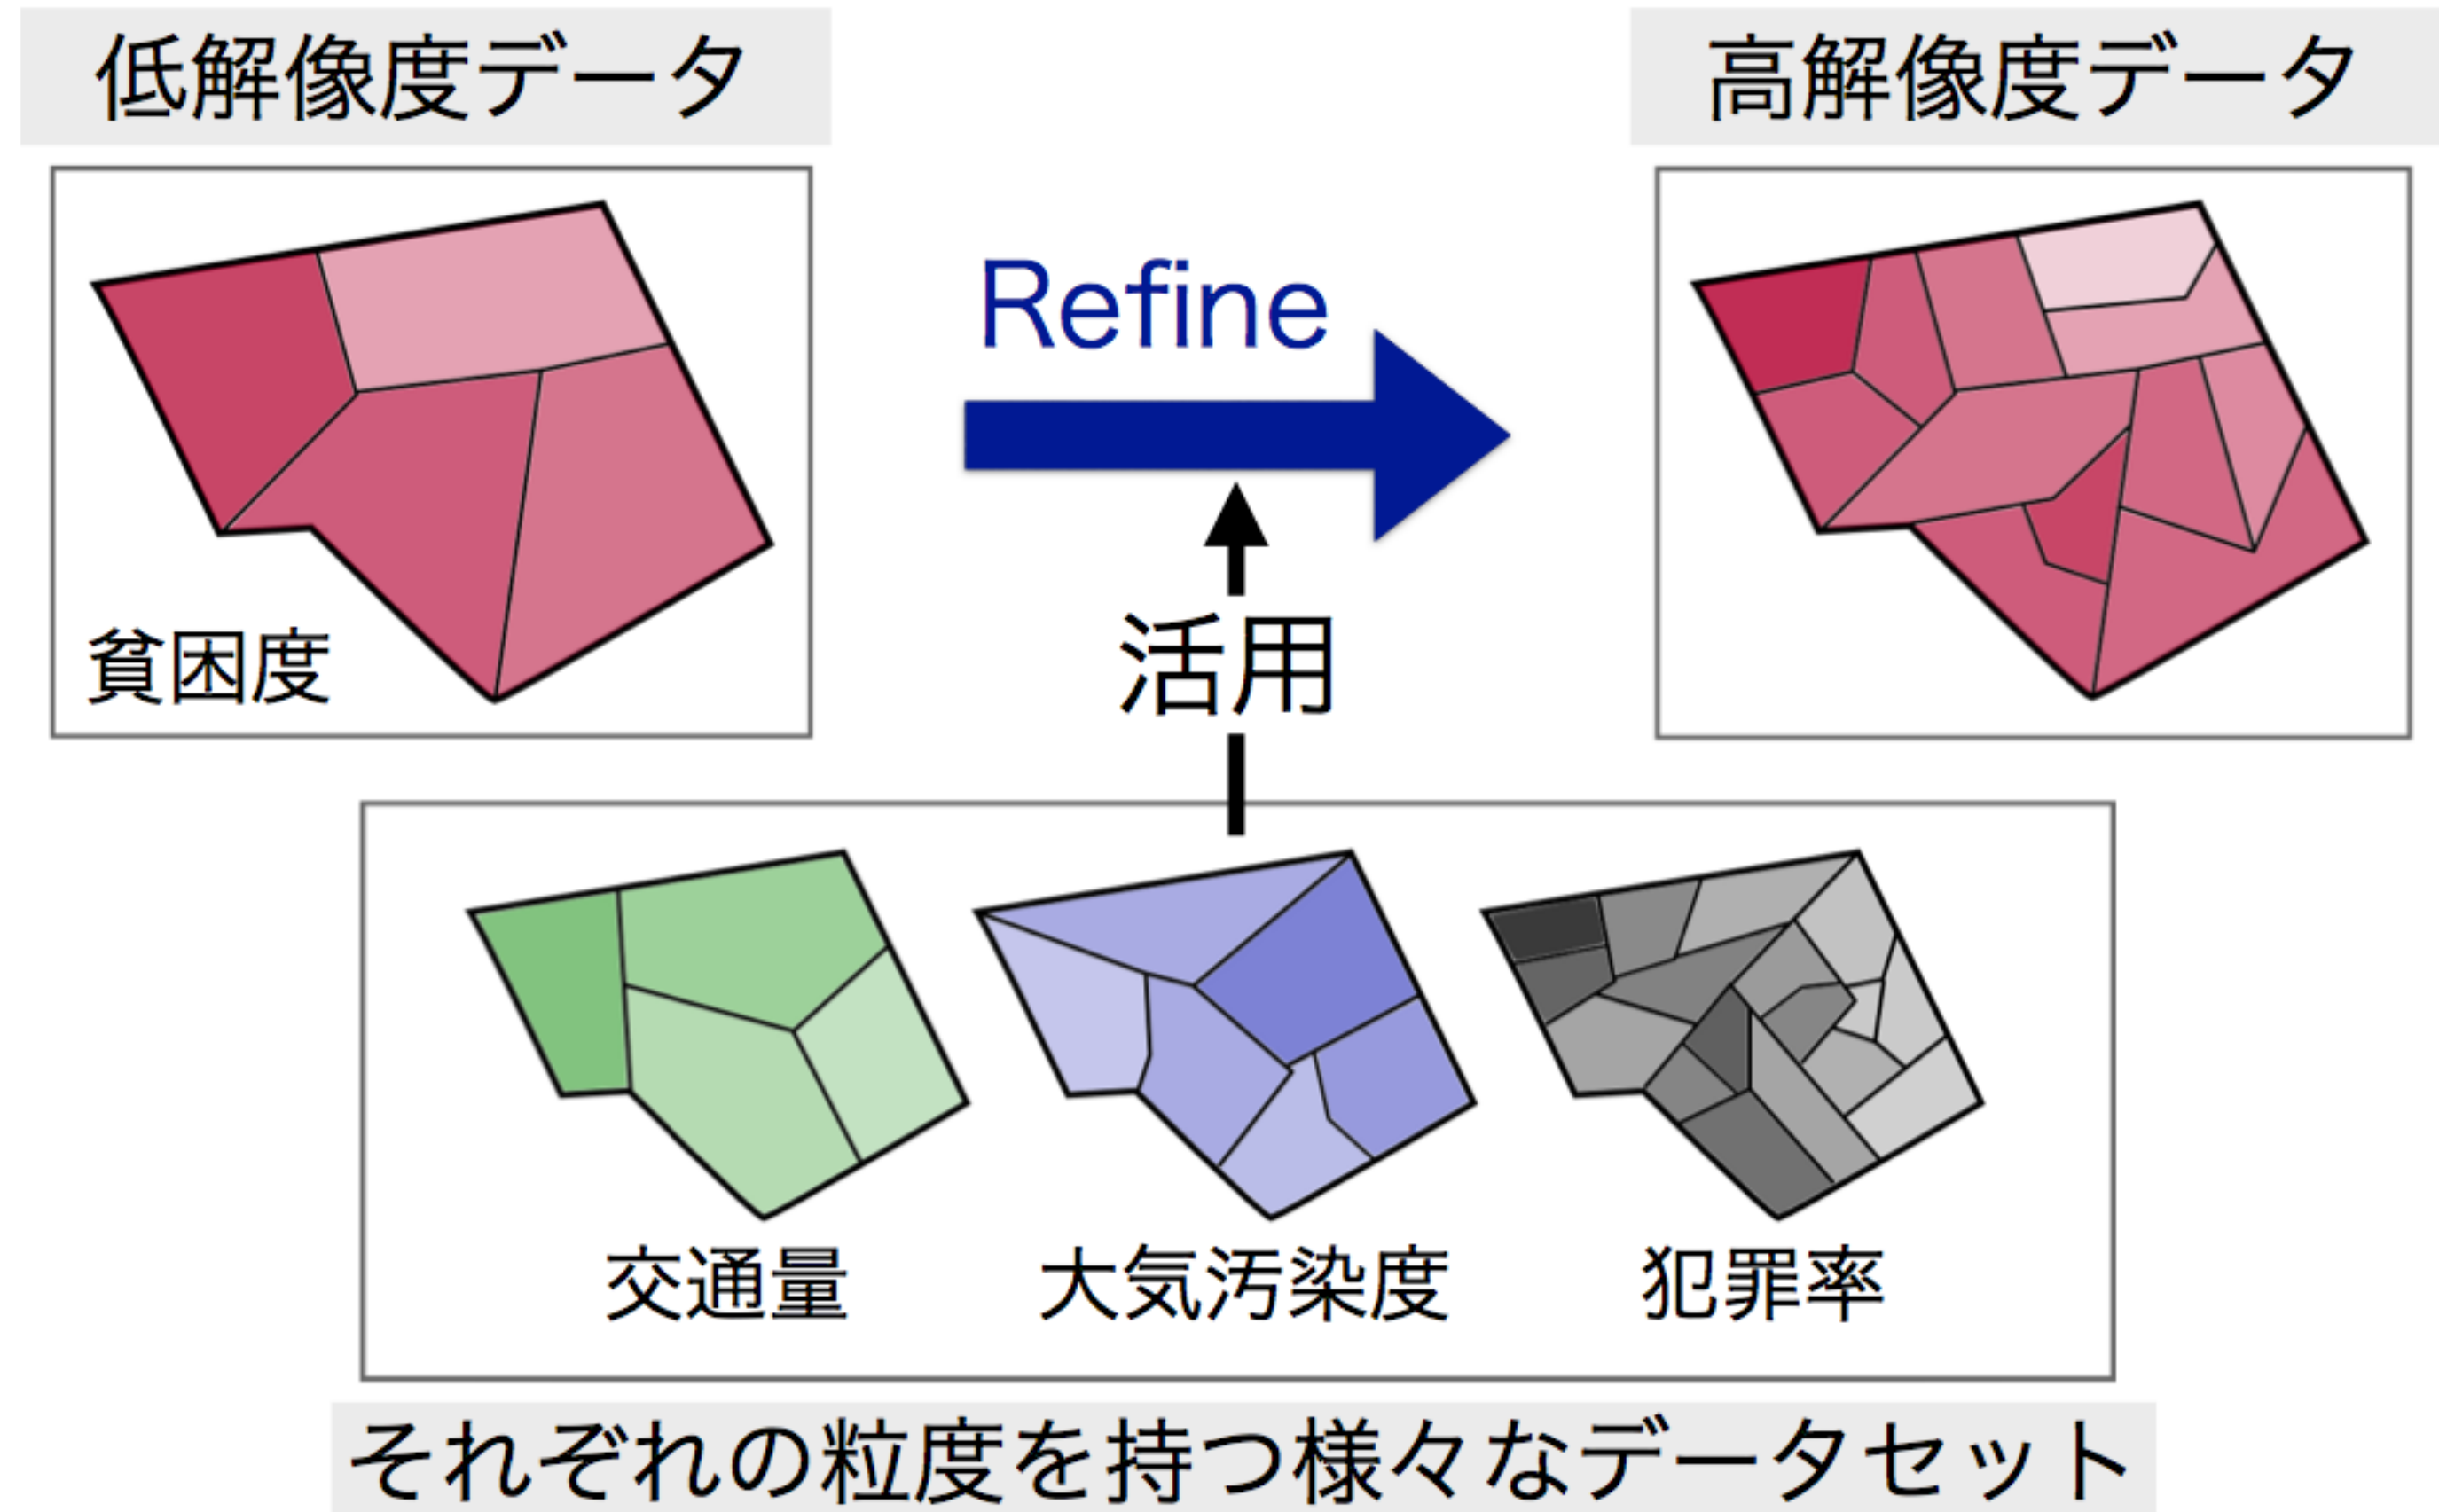 低解像度データ
高解像度データ
Refine
貧困度
活用
交通量
大気汚染度
犯罪率
それぞれの粒度を持つ様々なデータセット